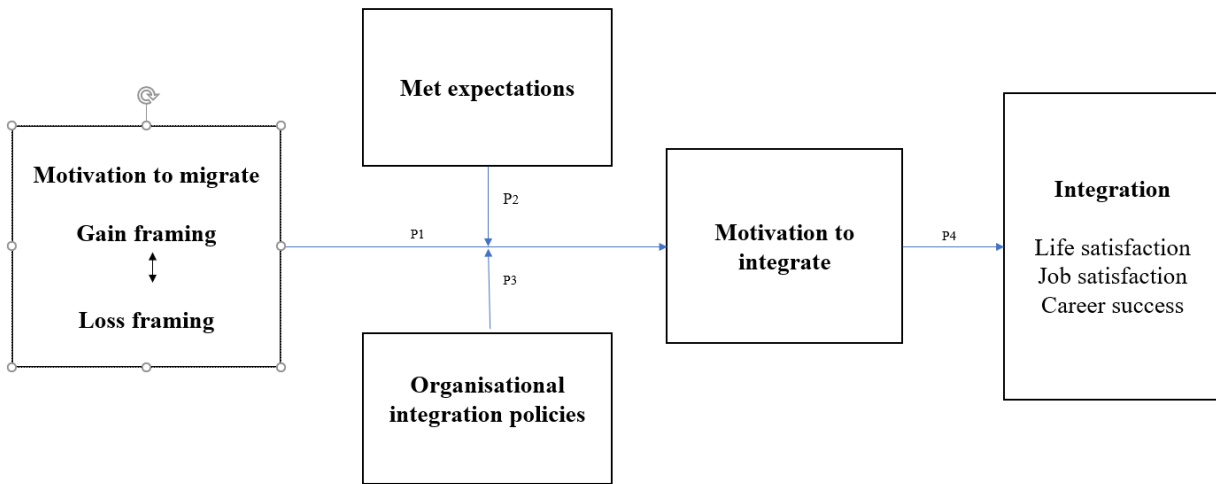 Motivation to migrate
Gain framing
Loss framing
P1
Met expectations
P2
P3
Organisational
integration policies
Motivation to
integrate
P4
Integration
Life satisfaction
Job satisfaction
Career success